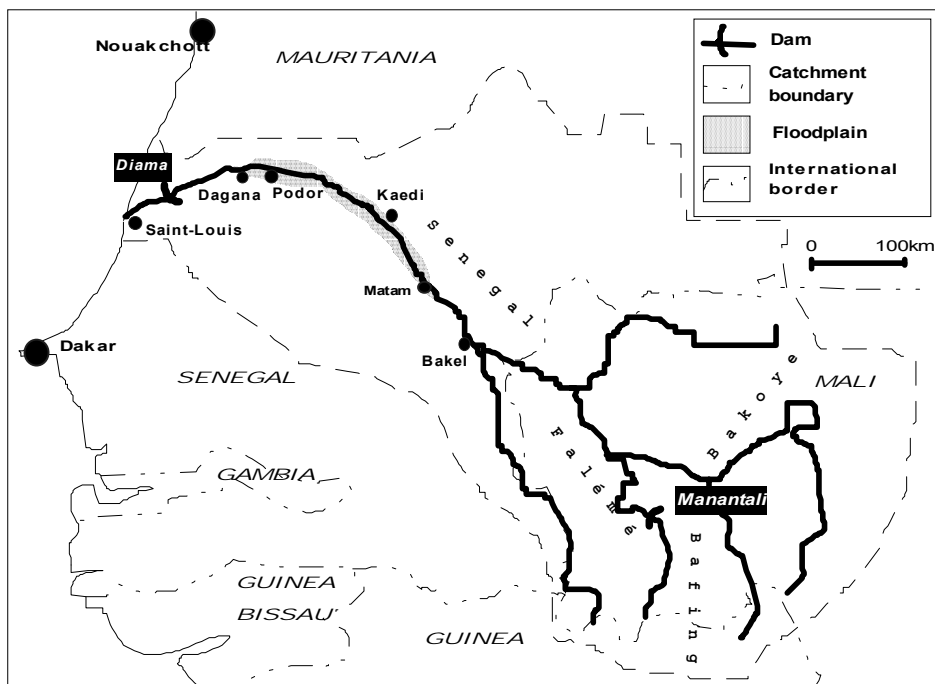 Nouakchott
MAURITANIA
Dam
Catchment
boundary
Floodplain
International
border
0 100km
Diama
Dagana
Podor
Kaedi
Saint-Louis
Senegal
Matam
Bakel
Dakar
SENEGAL
MALI
Bakoye
Falémé
GAMBIA
Manantali
Bafing
GUINEA
BISSAU'
GUINEA